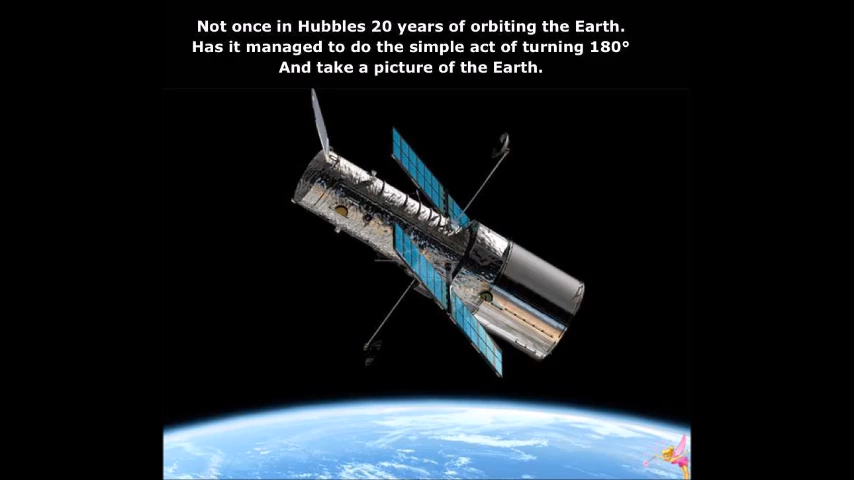 Not once in Hubbles 20 years of orbiting the Earth.
Has it managed to do the simple act of turning 180°
And take a picture of the Earth.